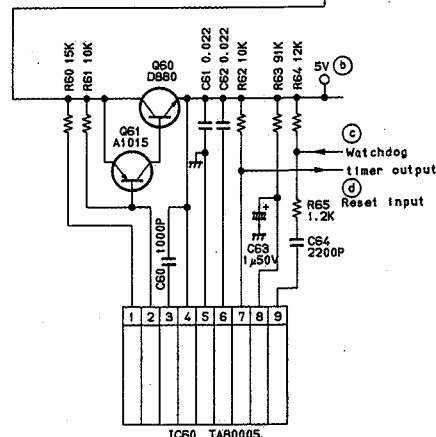 R60 15K
R61 10K
Q60
D880
C61 0.022
C62 0.022
R62 10K
R63 91K
R64 12K
5V
b
Q61
A1015
c
Watchdog
timer output
d
Reset input
R65
1.2K
C60 1000P
C63
1µ50V
C64
2200P
1 2 3 4 5 6 7 8 9
IC60 TA80005.